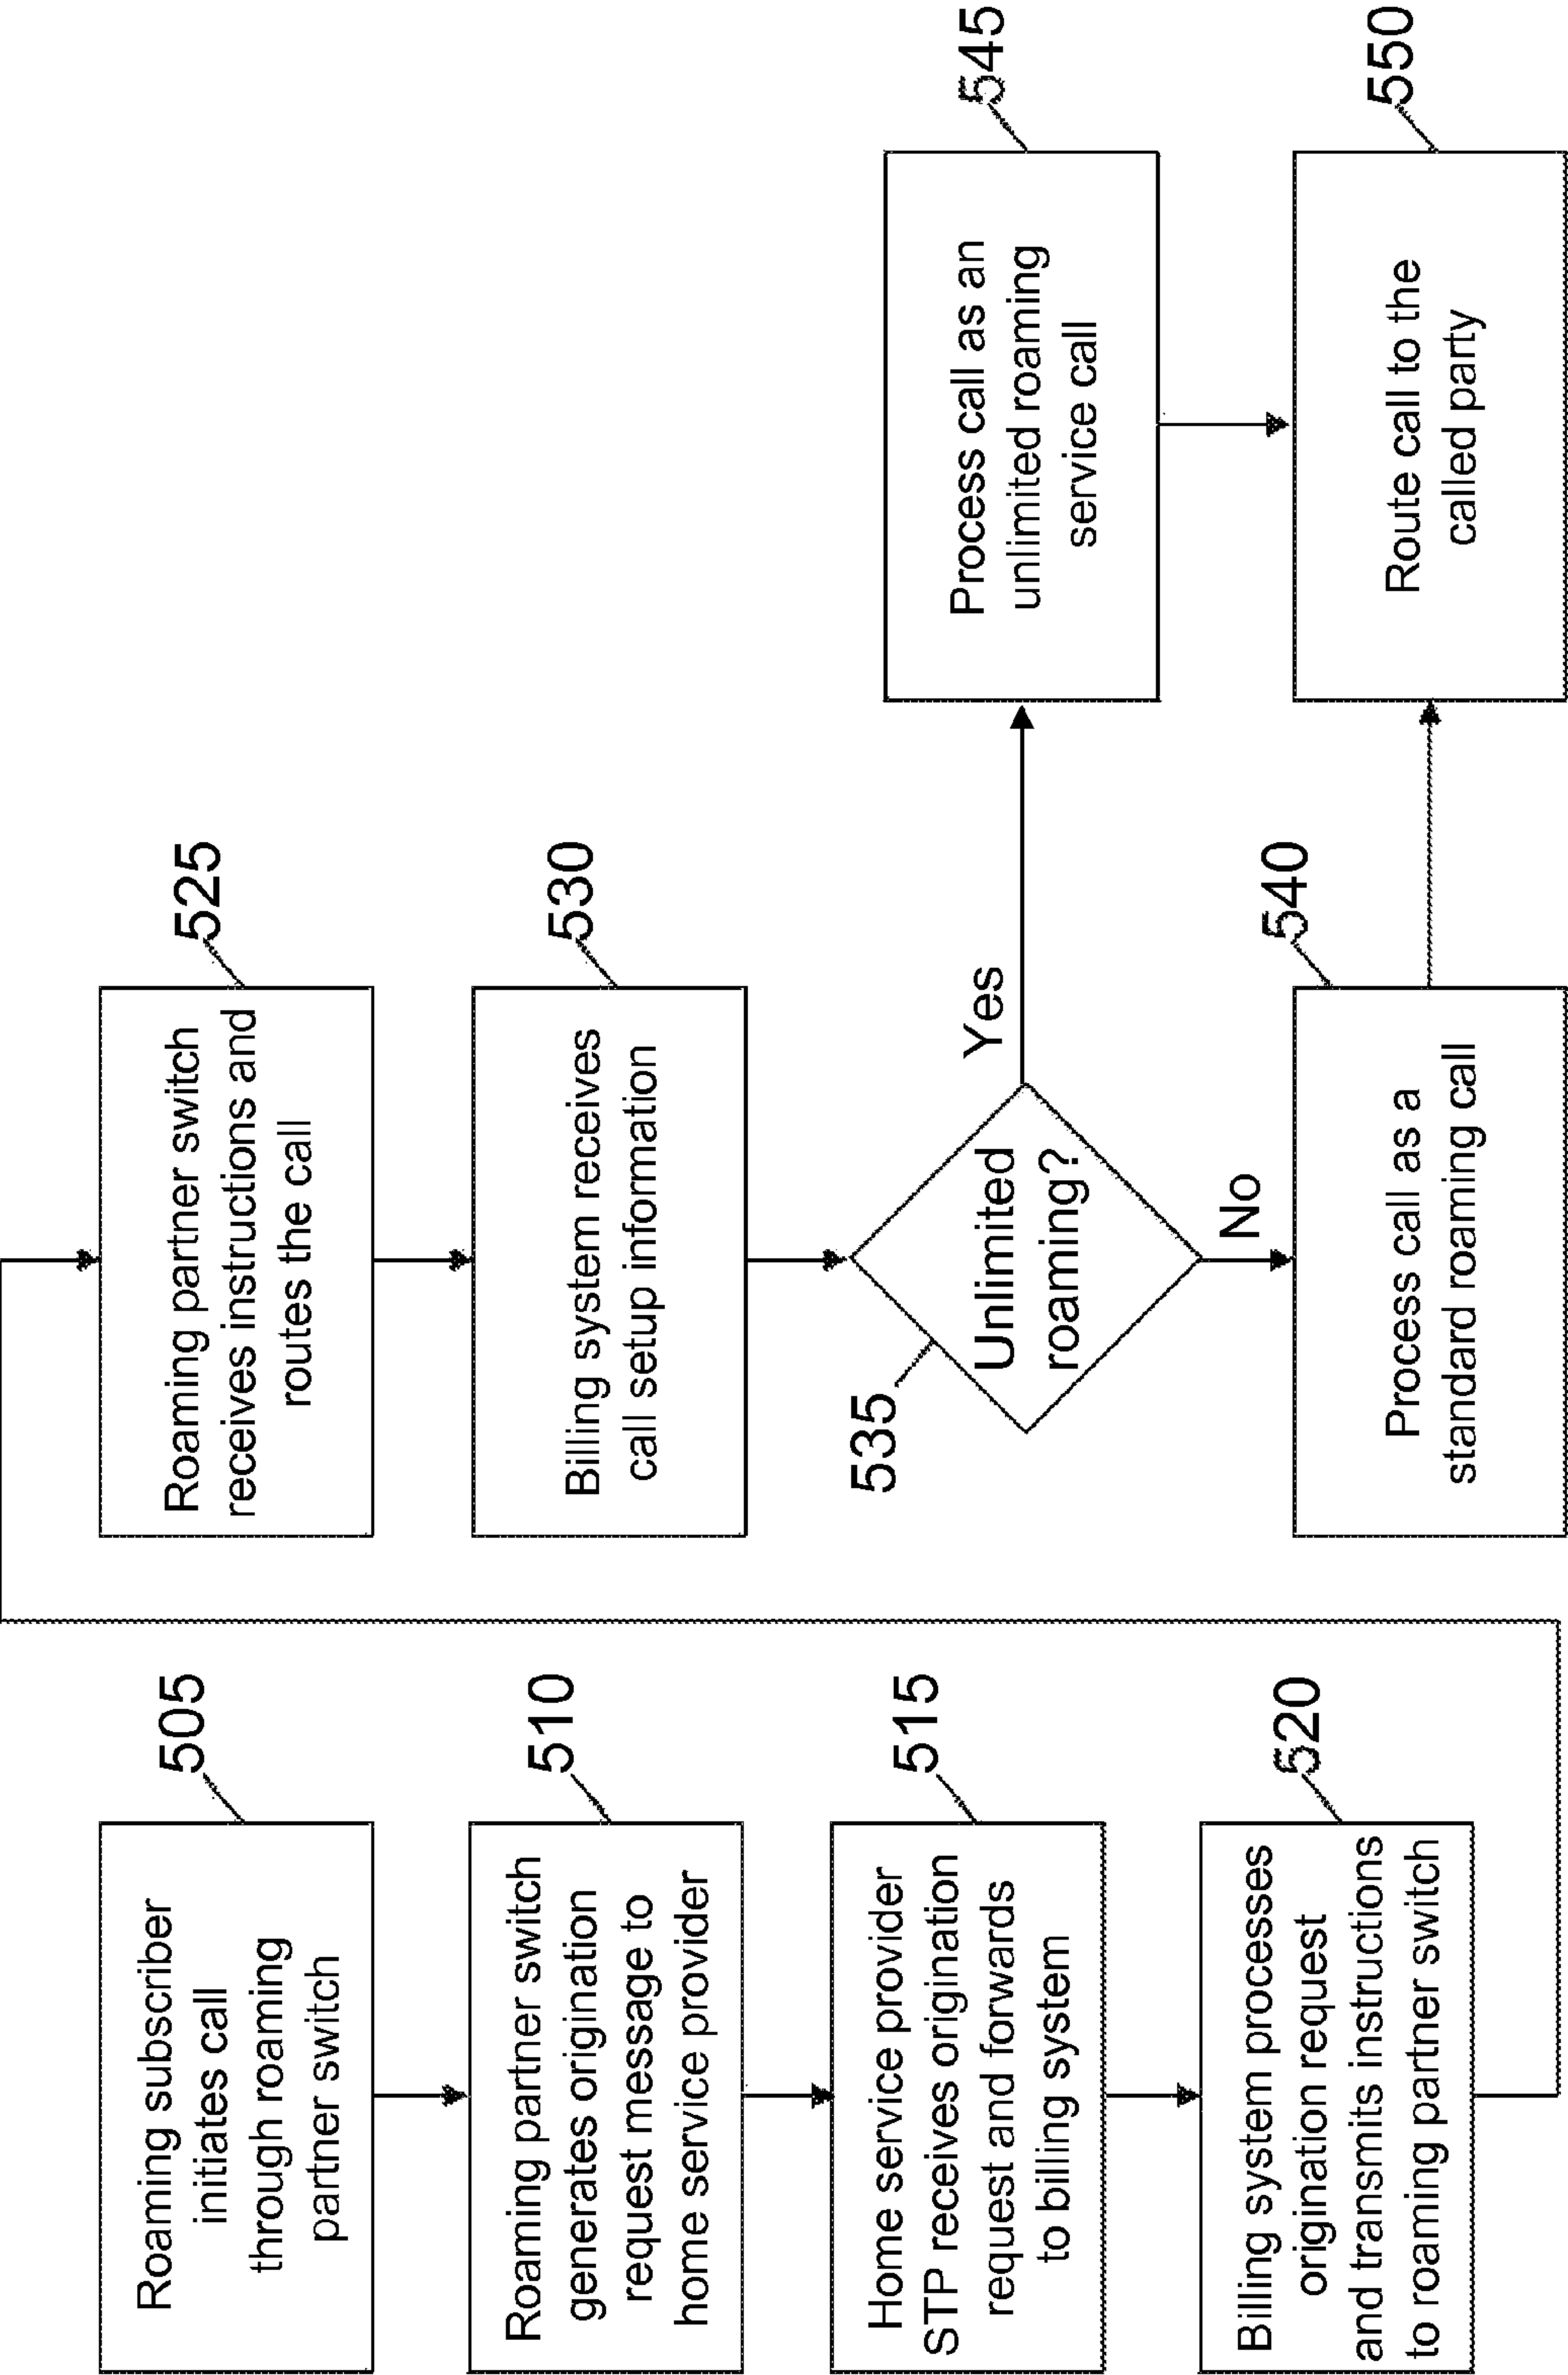 Roaming subscriber
initiates call
through roaming
partner switch
505
Roaming partner switch
generates origination
request message to
home service provider
510
Home service provider
STP receives origination
request and forwards
to billing system
515
Billing system processes
origination request
and transmits instructions
to roaming partner switch
520
Roaming partner switch
receives instructions and
routes the call
525
Billing system receives
call setup information
530
Unlimited
roaming?
535
Yes
No
Process call as a
standard roaming call
540
Process call as an
unlimited roaming
service call
545
Route call to the
called party
550